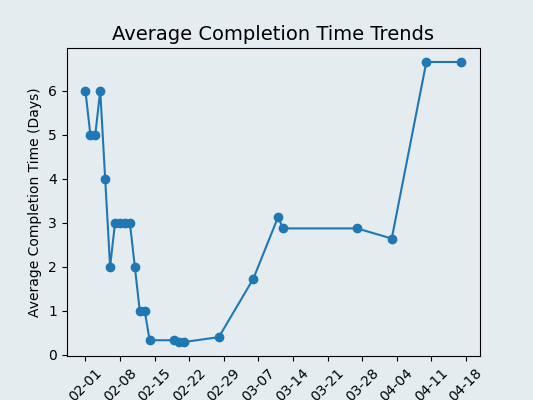 Average Completion Time Trends
Average Completion Time (Days)
6
5
4
3
2
1
0
02-01 02-08 02-15 02-22 02-29 03-07 03-14 03-21 03-28 04-04 04-11 04-18